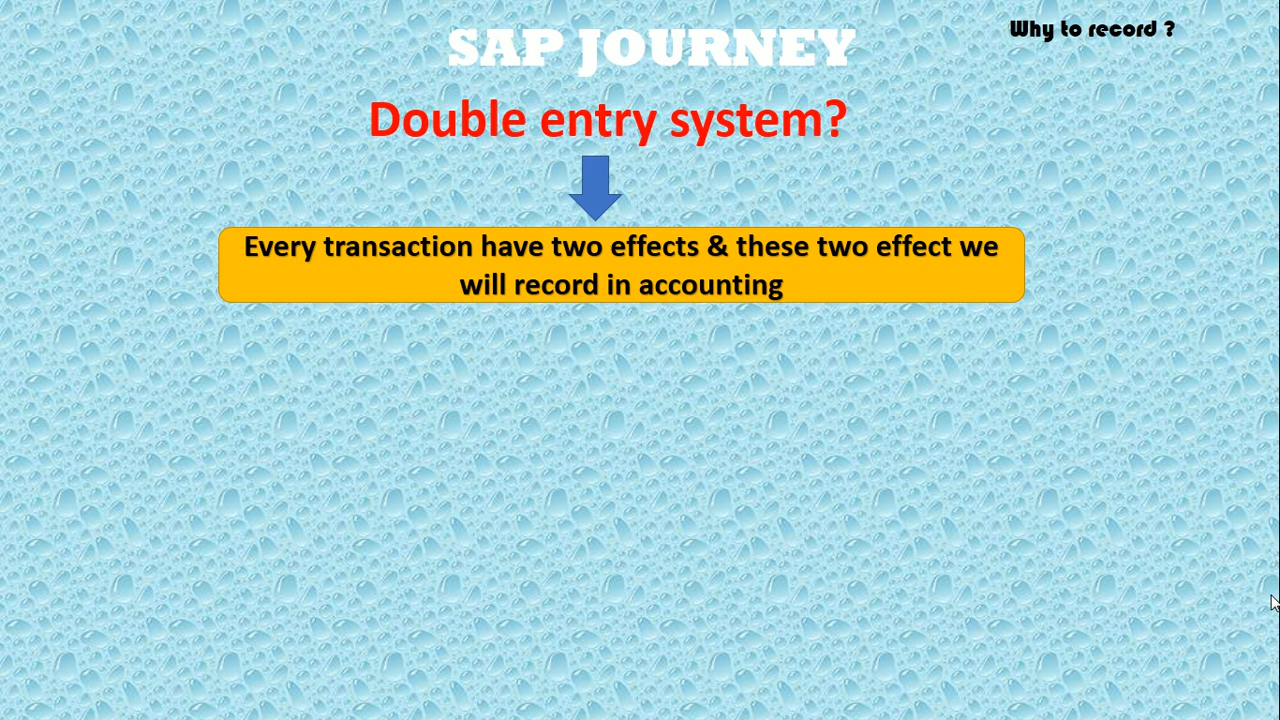 Why to record ?
SAP JOURNEY
Double entry system?
Every transaction have two effects & these two effect we
will record in accounting